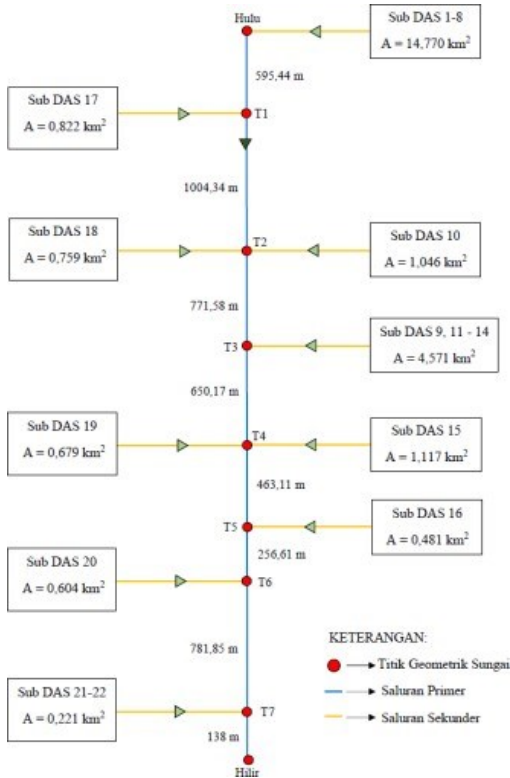 Hulu
Sub DAS 1-8
A = 14,770 km²
595,44 m
Sub DAS 17
A = 0,822 km²
T1
1004,34 m
Sub DAS 18
A = 0,759 km²
T2
Sub DAS 10
A = 1,046 km²
771,58 m
T3
Sub DAS 9, 11 - 14
A = 4,571 km²
650,17 m
Sub DAS 19
A = 0,679 km²
T4
Sub DAS 15
A = 1,117 km²
463,11 m
T5
Sub DAS 16
A = 0,481 km²
256,61 m
Sub DAS 20
A = 0,604 km²
T6
781,85 m
Sub DAS 21-22
A = 0,221 km²
T7
138 m
Hilir
KETERANGAN:
Titik Geometrik Sungai
Saluran Primer
Saluran Sekunder